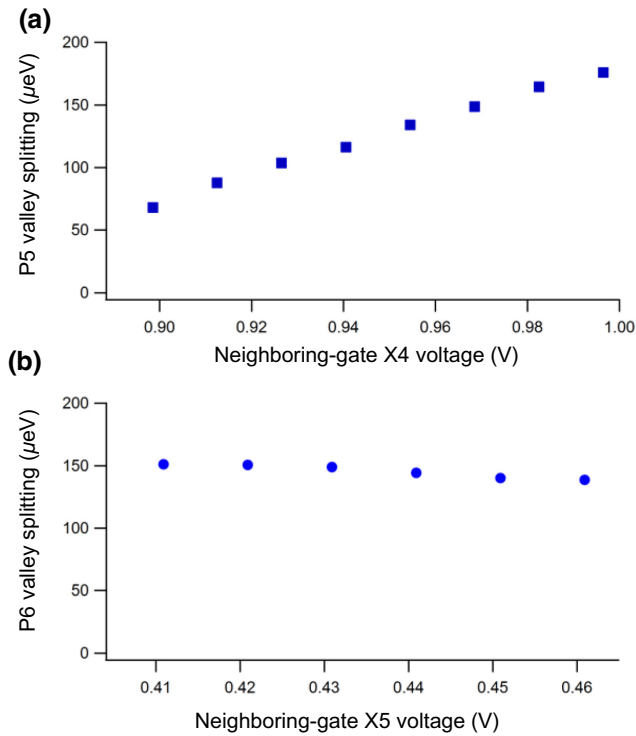 (a)
P5 valley splitting (μeV)
200
150
100
50
0
0.90 0.92 0.94 0.96 0.98 1.00
Neighboring-gate X4 voltage (V)
(b)
P6 valley splitting (μeV)
200
150
100
50
0
0.41 0.42 0.43 0.44 0.45 0.46
Neighboring-gate X5 voltage (V)